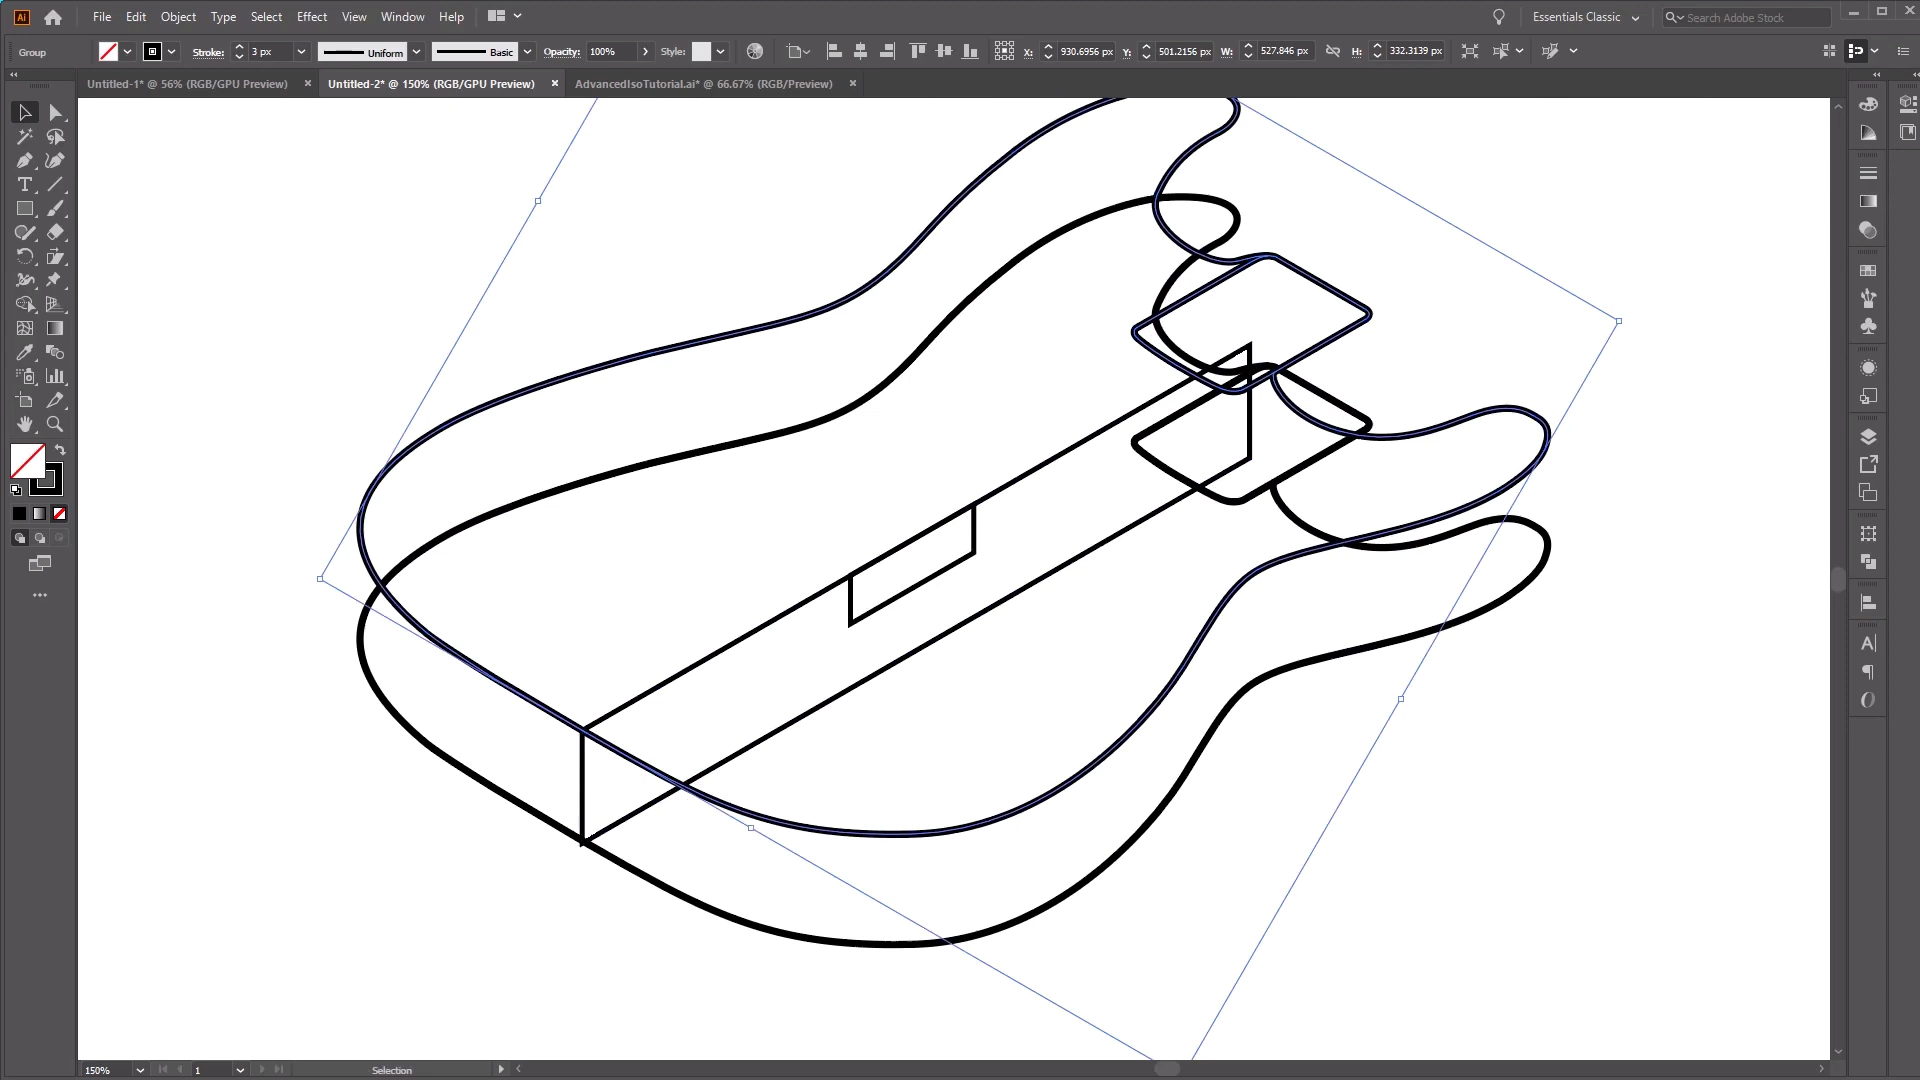 Ai File Edit Object Type Select Effect View Window Help Essentials Classic Search Adobe Stock
Group Stroke: 3 px Uniform Basic Opacity: 100% Style: X: 930.6956 px Y: 501.2156 px W: 527.846 px H: 332.3139 px
Untitled-1* @ 56% (RGB/GPU Preview) Untitled-2* @ 150% (RGB/GPU Preview) AdvancedIsoTutorial.ai* @ 66.67% (RGB/Preview)
150% 1 Selection